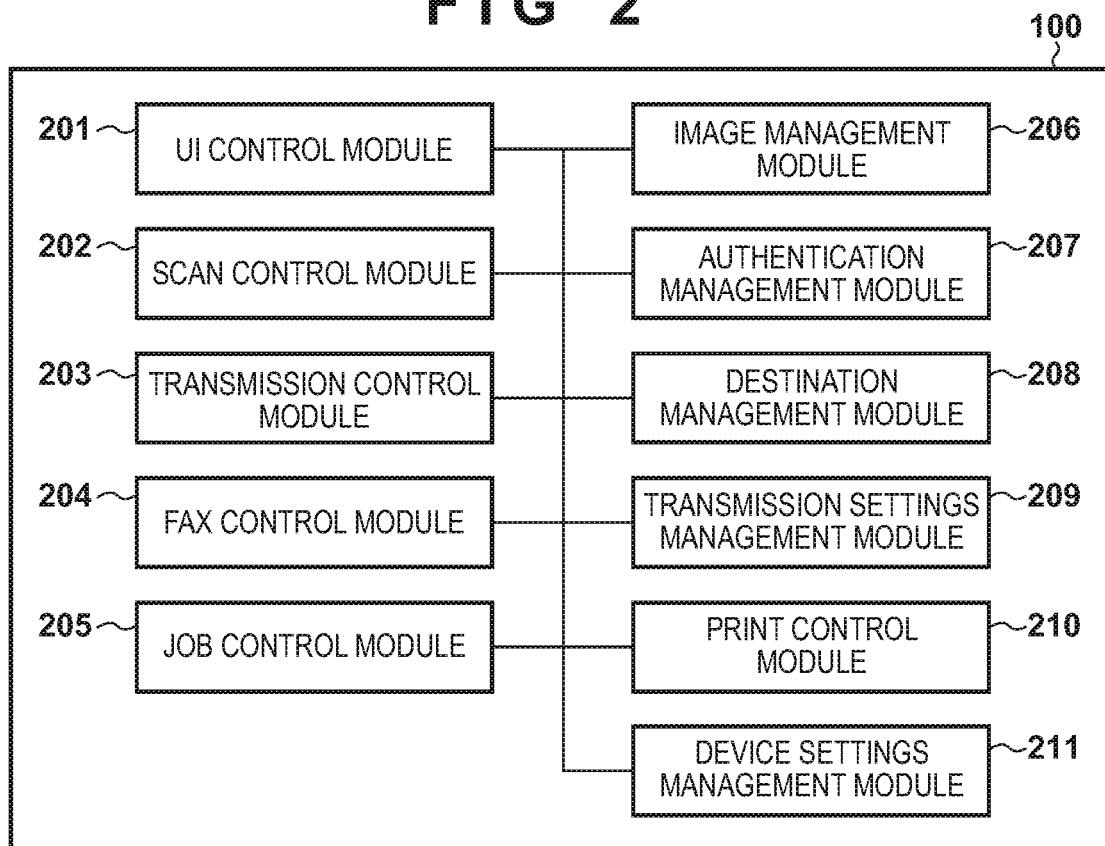 FIG 2
100
201
UI CONTROL MODULE
IMAGE MANAGEMENT
MODULE
206
202
SCAN CONTROL MODULE
AUTHENTICATION
MANAGEMENT MODULE
207
203
TRANSMISSION CONTROL
MODULE
DESTINATION
MANAGEMENT MODULE
208
204
FAX CONTROL MODULE
TRANSMISSION SETTINGS
MANAGEMENT MODULE
209
205
JOB CONTROL MODULE
PRINT CONTROL
MODULE
210
DEVICE SETTINGS
MANAGEMENT MODULE
211